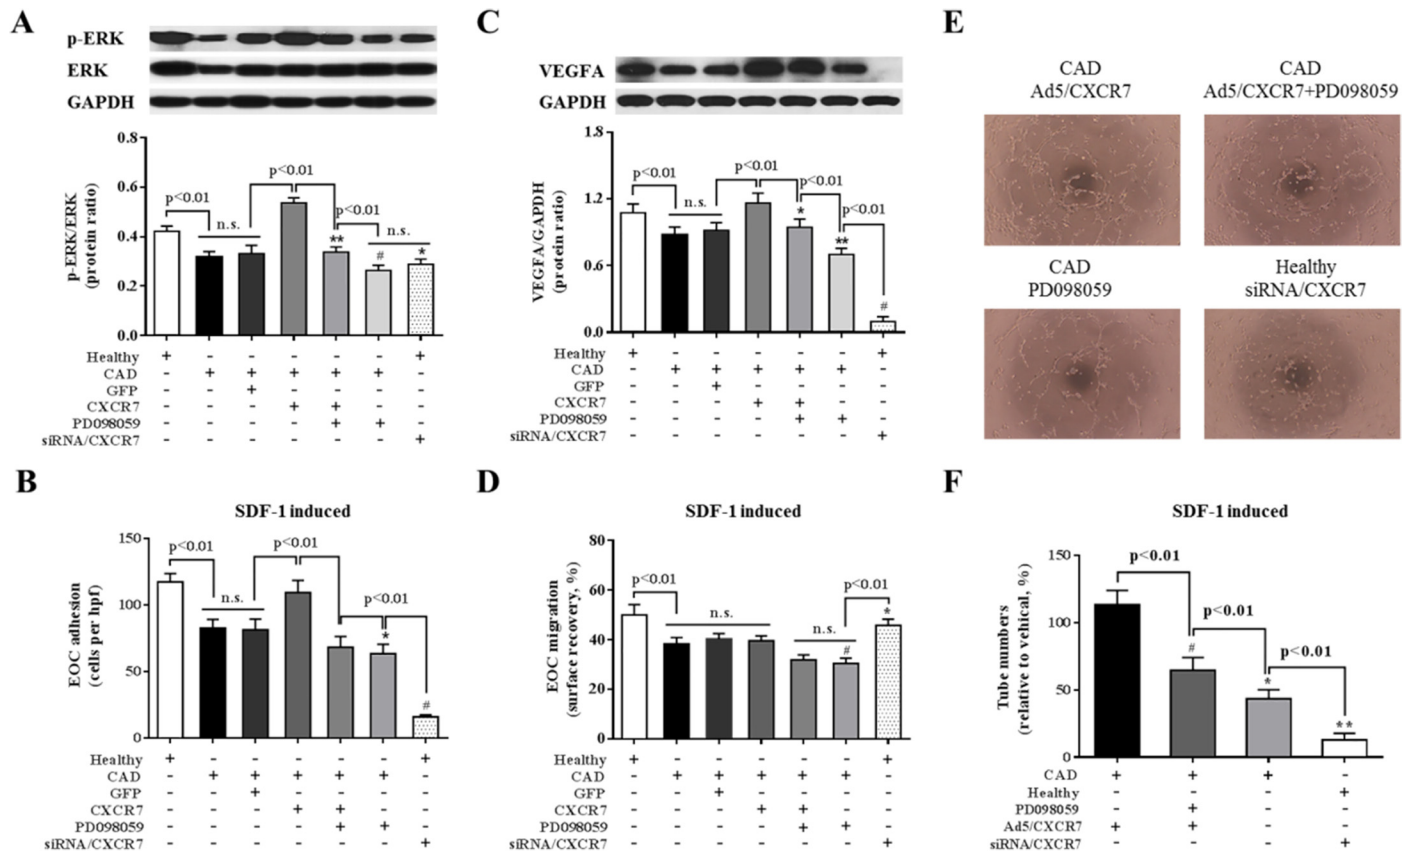 A
p-ERK
ERK
GAPDH
0.8
0.6
0.4
0.2
0.0
p-ERK/ERK
(protein ratio)
p<0.01
n.s.
p<0.01
p<0.01
n.s.
**
#
*
Healthy + - - - - - -
CAD - + + + + + -
GFP - - + - - - -
CXCR7 - - - + + - -
PD098059 - - - - + + -
siRNA/CXCR7 - - - - - - +
C
VEGFA
GAPDH
1.8
1.2
0.6
0.0
VEGFA/GAPDH
(protein ratio)
p<0.01
n.s.
p<0.01
p<0.01
p<0.01
*
**
#
Healthy + - - - - - +
CAD - + + + + + -
GFP - - + - - - -
CXCR7 - - - + + - -
PD098059 - - - - + + -
siRNA/CXCR7 - - - - - - +
E
CAD
Ad5/CXCR7
CAD
Ad5/CXCR7+PD098059
CAD
PD098059
Healthy
siRNA/CXCR7
B
SDF-1 induced
150
100
50
0
EOC adhesion
(cells per hpf)
p<0.01
n.s.
p<0.01
p<0.01
*
#
Healthy + - - - - - +
CAD - + + + + + -
GFP - - + - - - -
CXCR7 - - - + + - -
PD098059 - - - - + + -
siRNA/CXCR7 - - - - - - +
D
SDF-1 induced
80
60
40
20
0
EOC migration
(surface recovery, %)
p<0.01
n.s.
n.s.
p<0.01
#
*
Healthy + - - - - - +
CAD - + + + + + -
GFP - - + - - - -
CXCR7 - - - + + - -
PD098059 - - - - + + -
siRNA/CXCR7 - - - - - - +
F
SDF-1 induced
150
100
50
0
Tube numbers
(relative to vehical, %)
p<0.01
p<0.01
p<0.01
#
*
**
CAD + + + -
Healthy - - - +
PD098059 - + - -
Ad5/CXCR7 + + - -
siRNA/CXCR7 - - - +